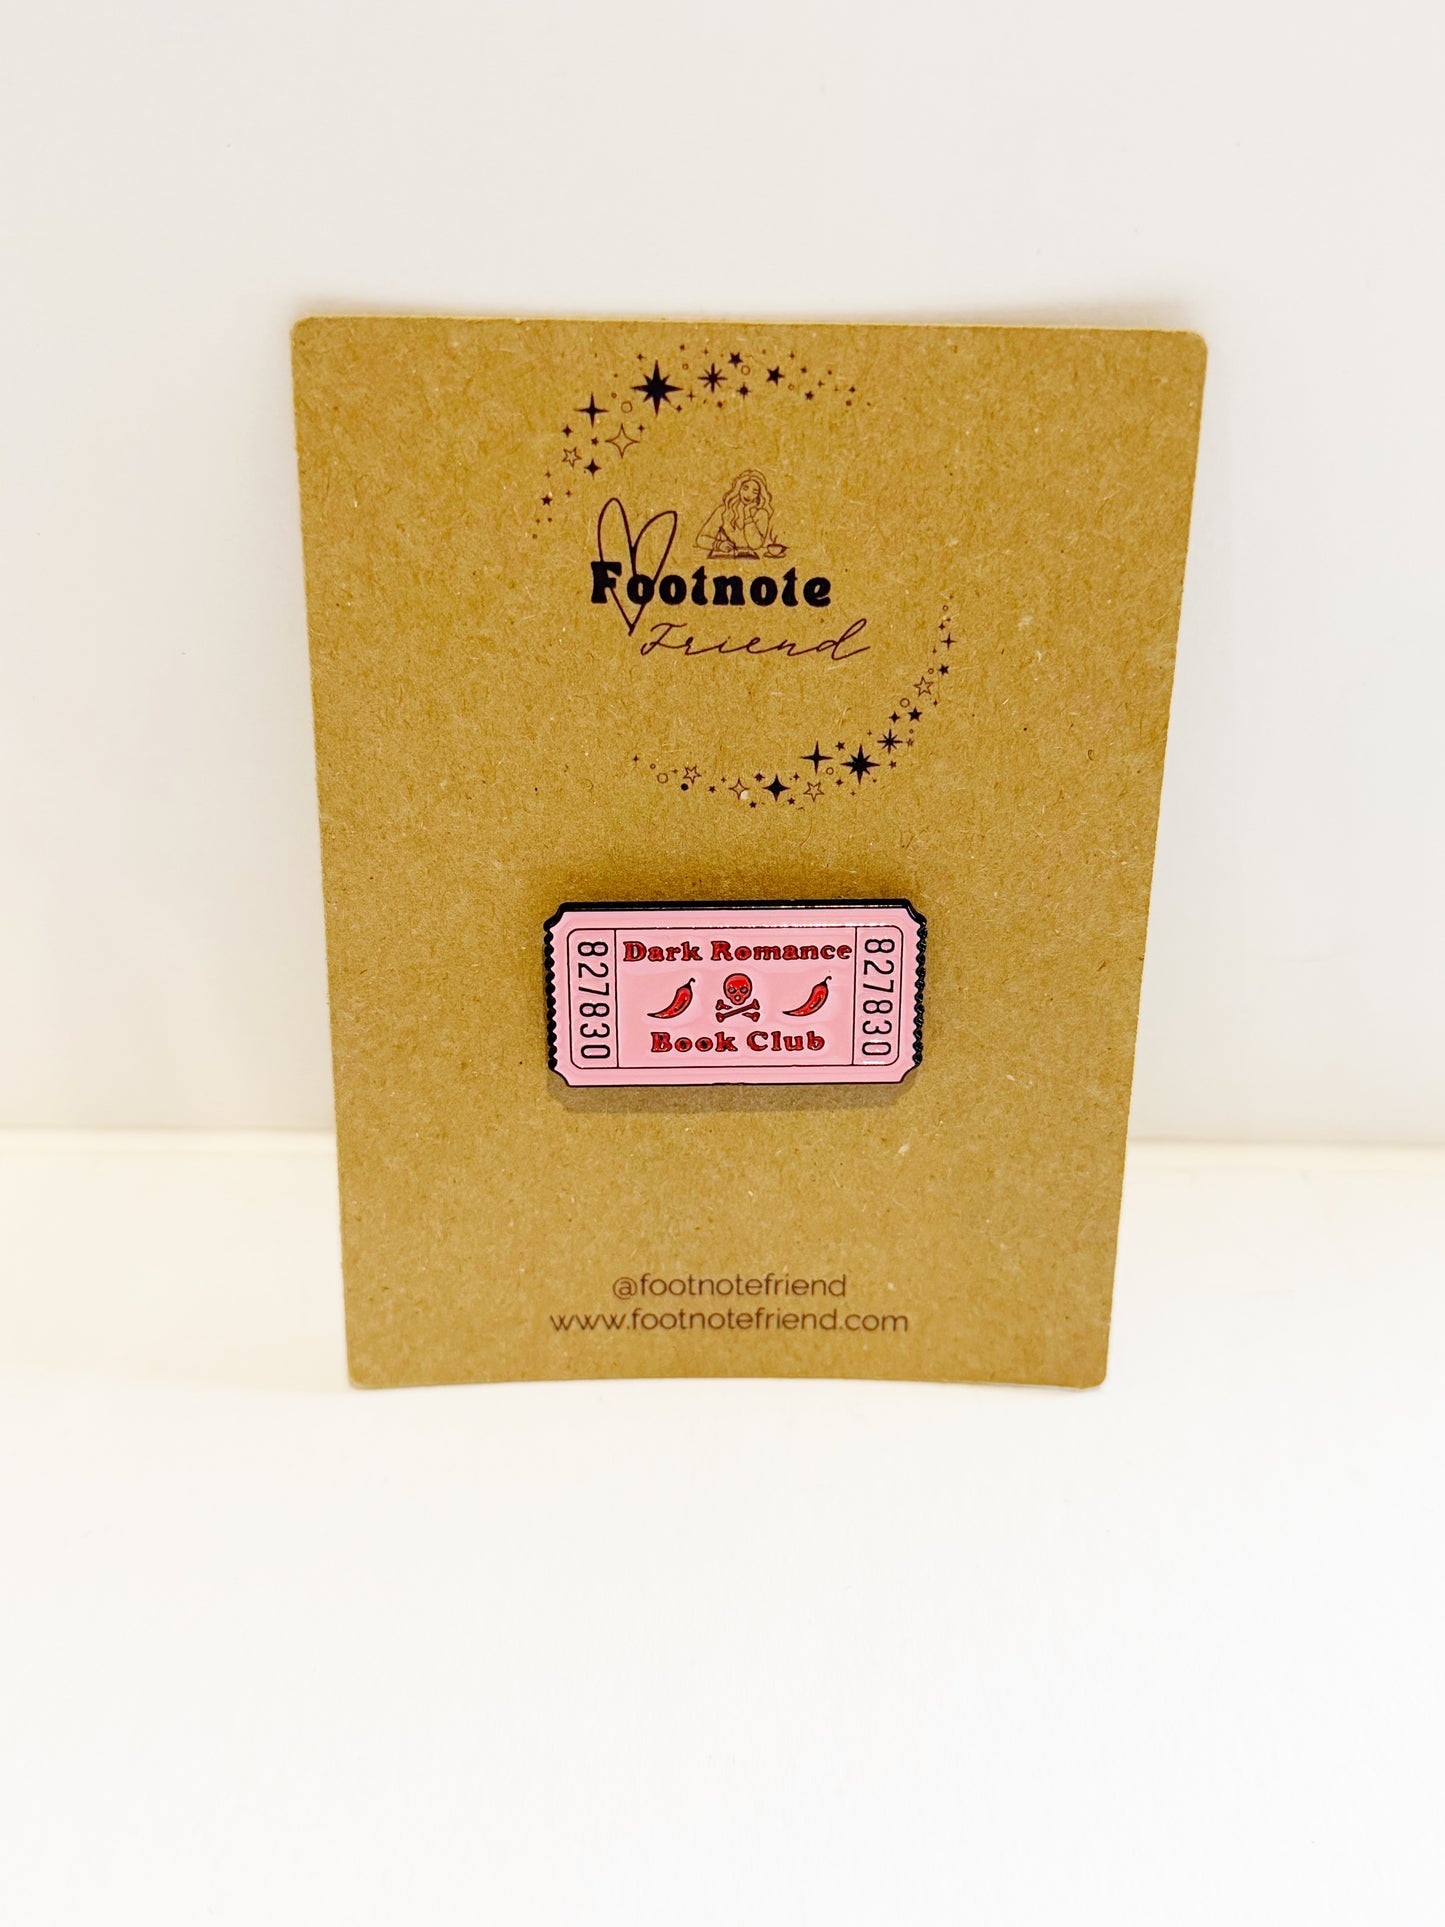 Footnote
Friend
827830
Dark Romance
Book Club
827830
@footnotefriend
www.footnotefriend.com